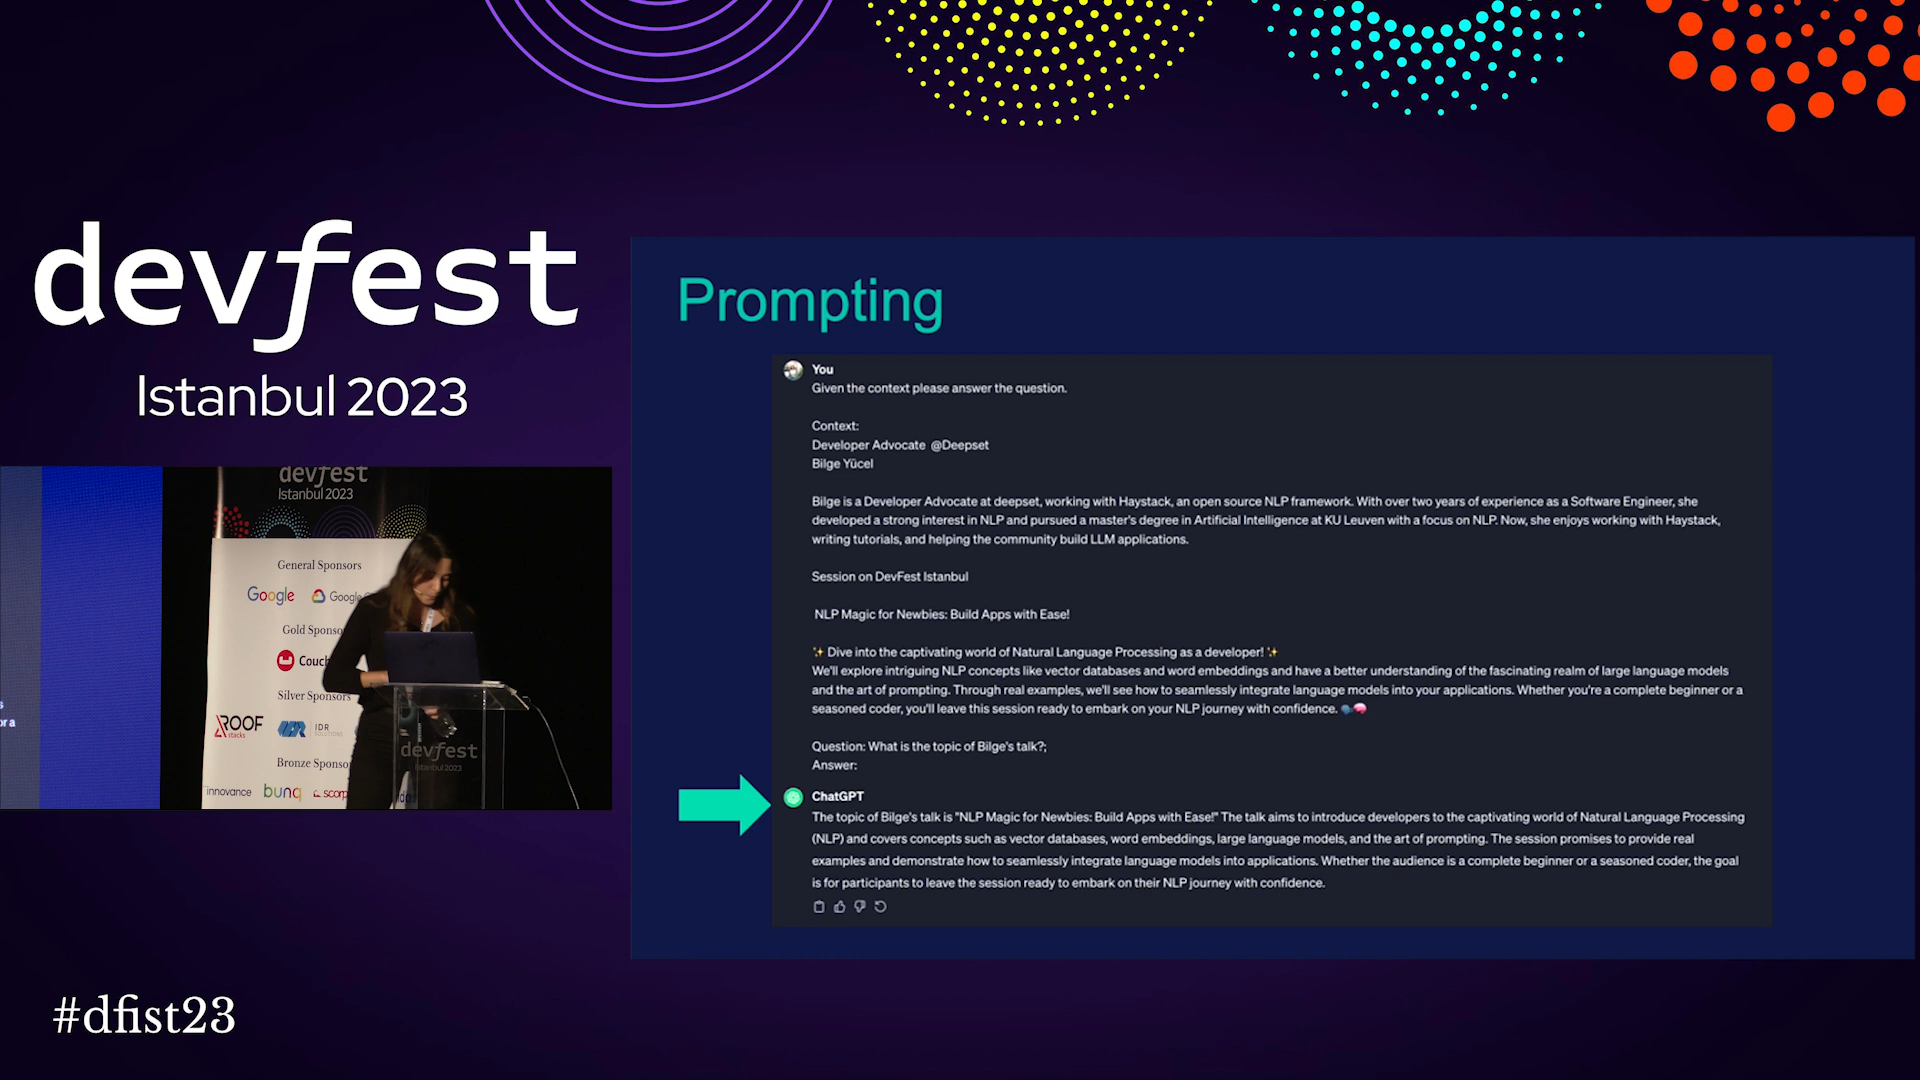 devfest
Istanbul 2023
Prompting
You
Given the context please answer the question.
Context:
Developer Advocate @Deepset
Bilge Yücel
Bilge is a Developer Advocate at deepset, working with Haystack, an open source NLP framework. With over two years of experience as a Software Engineer, she
developed a strong interest in NLP and pursued a master's degree in Artificial Intelligence at KU Leuven with a focus on NLP. Now, she enjoys working with Haystack,
writing tutorials, and helping the community build LLM applications.
Session on DevFest Istanbul
NLP Magic for Newbies: Build Apps with Ease!
✨ Dive into the captivating world of Natural Language Processing as a developer! ✨
We'll explore intriguing NLP concepts like vector databases and word embeddings and have a better understanding of the fascinating realm of large language models
and the art of prompting. Through real examples, we'll see how to seamlessly integrate language models into your applications. Whether you're a complete beginner or a
seasoned coder, you'll leave this session ready to embark on your NLP journey with confidence. 🗣️🧠
Question: What is the topic of Bilge's talk?;
Answer:
ChatGPT
The topic of Bilge's talk is "NLP Magic for Newbies: Build Apps with Ease!" The talk aims to introduce developers to the captivating world of Natural Language Processing
(NLP) and covers concepts such as vector databases, word embeddings, large language models, and the art of prompting. The session promises to provide real
examples and demonstrate how to seamlessly integrate language models into applications. Whether the audience is a complete beginner or a seasoned coder, the goal
is for participants to leave the session ready to embark on their NLP journey with confidence.
devfest
Istanbul 2023
General Sponsors
Google
Google
Gold Sponso
Couch
Silver Sponsors
ROOF
stacks
IDR
SOLUTIONS
Bronze Sponso
innovance
bunq
scorp
or a
devfest
Istanbul 2023
#dfist23